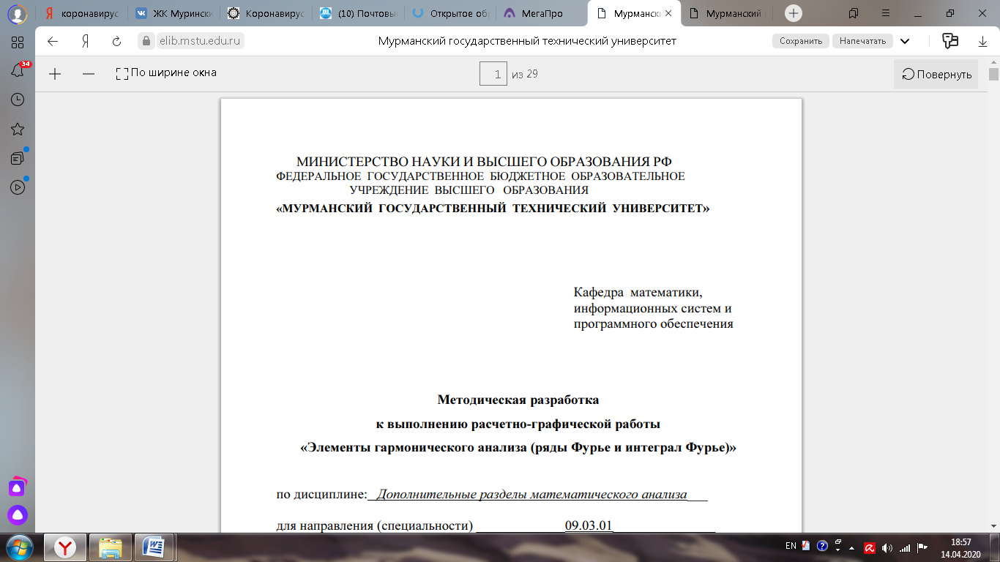 коронавирус
ЖК Мурински
Коронавирус
(10) Почтовы
Открытое об
МегаПро
Мурмански
Мурманский
34
elib.mstu.edu.ru
Мурманский государственный технический университет
Сохранить
Напечатать
По ширине окна
1 из 29
Повернуть
МИНИСТЕРСТВО НАУКИ И ВЫСШЕГО ОБРАЗОВАНИЯ РФ
ФЕДЕРАЛЬНОЕ ГОСУДАРСТВЕННОЕ БЮДЖЕТНОЕ ОБРАЗОВАТЕЛЬНОЕ
УЧРЕЖДЕНИЕ ВЫСШЕГО ОБРАЗОВАНИЯ
«МУРМАНСКИЙ ГОСУДАРСТВЕННЫЙ ТЕХНИЧЕСКИЙ УНИВЕРСИТЕТ»
Кафедра математики,
информационных систем и
программного обеспечения
Методическая разработка
к выполнению расчетно-графической работы
«Элементы гармонического анализа (ряды Фурье и интеграл Фурье)»
по дисциплине: Дополнительные разделы математического анализа
для направления (специальности) 09.03.01
EN
18:57
14.04.2020